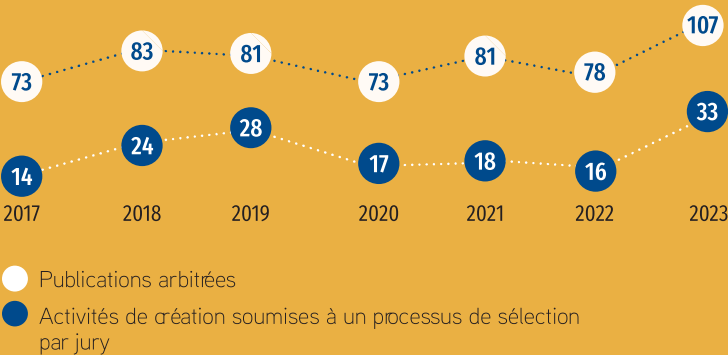 73 83 81 73 81 78 107
14 24 28 17 18 16 33
2017 2018 2019 2020 2021 2022 2023
Publications arbitrées
Activités de création soumises à un processus de sélection
par jury